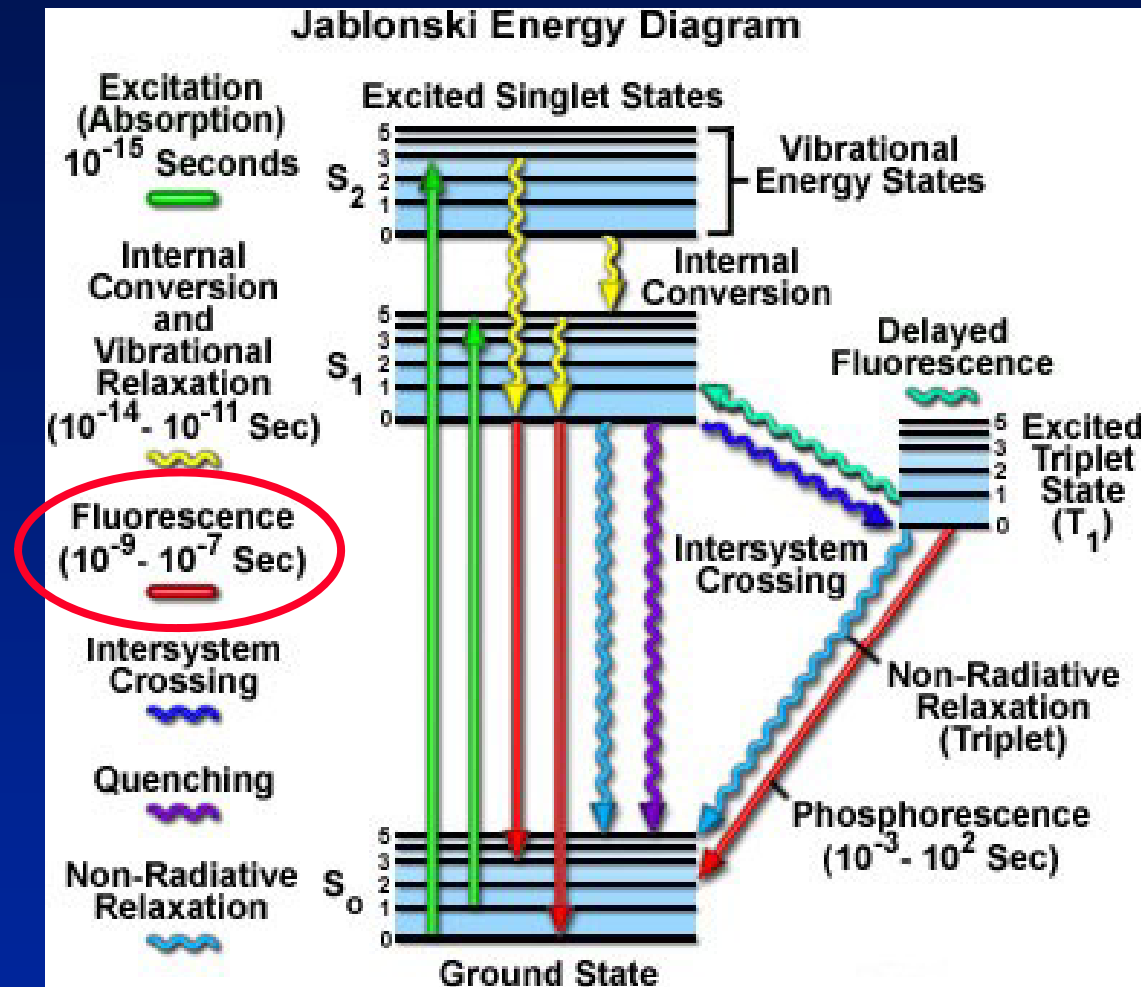 Jablonski Energy Diagram
Excitation
(Absorption)
10^-15 Seconds
Internal
Conversion
and
Vibrational
Relaxation
(10^-14 - 10^-11 Sec)
Fluorescence
(10^-9 - 10^-7 Sec)
Intersystem
Crossing
Quenching
Non-Radiative
Relaxation
Excited Singlet States
S2
5
3
2
1
0
Vibrational
Energy States
Internal
Conversion
S1
5
3
2
1
0
Delayed
Fluorescence
5
3
2
1
0
Excited
Triplet
State
(T1)
Intersystem
Crossing
Non-Radiative
Relaxation
(Triplet)
Phosphorescence
(10^-3 - 10^2 Sec)
So
5
3
2
1
0
Ground State